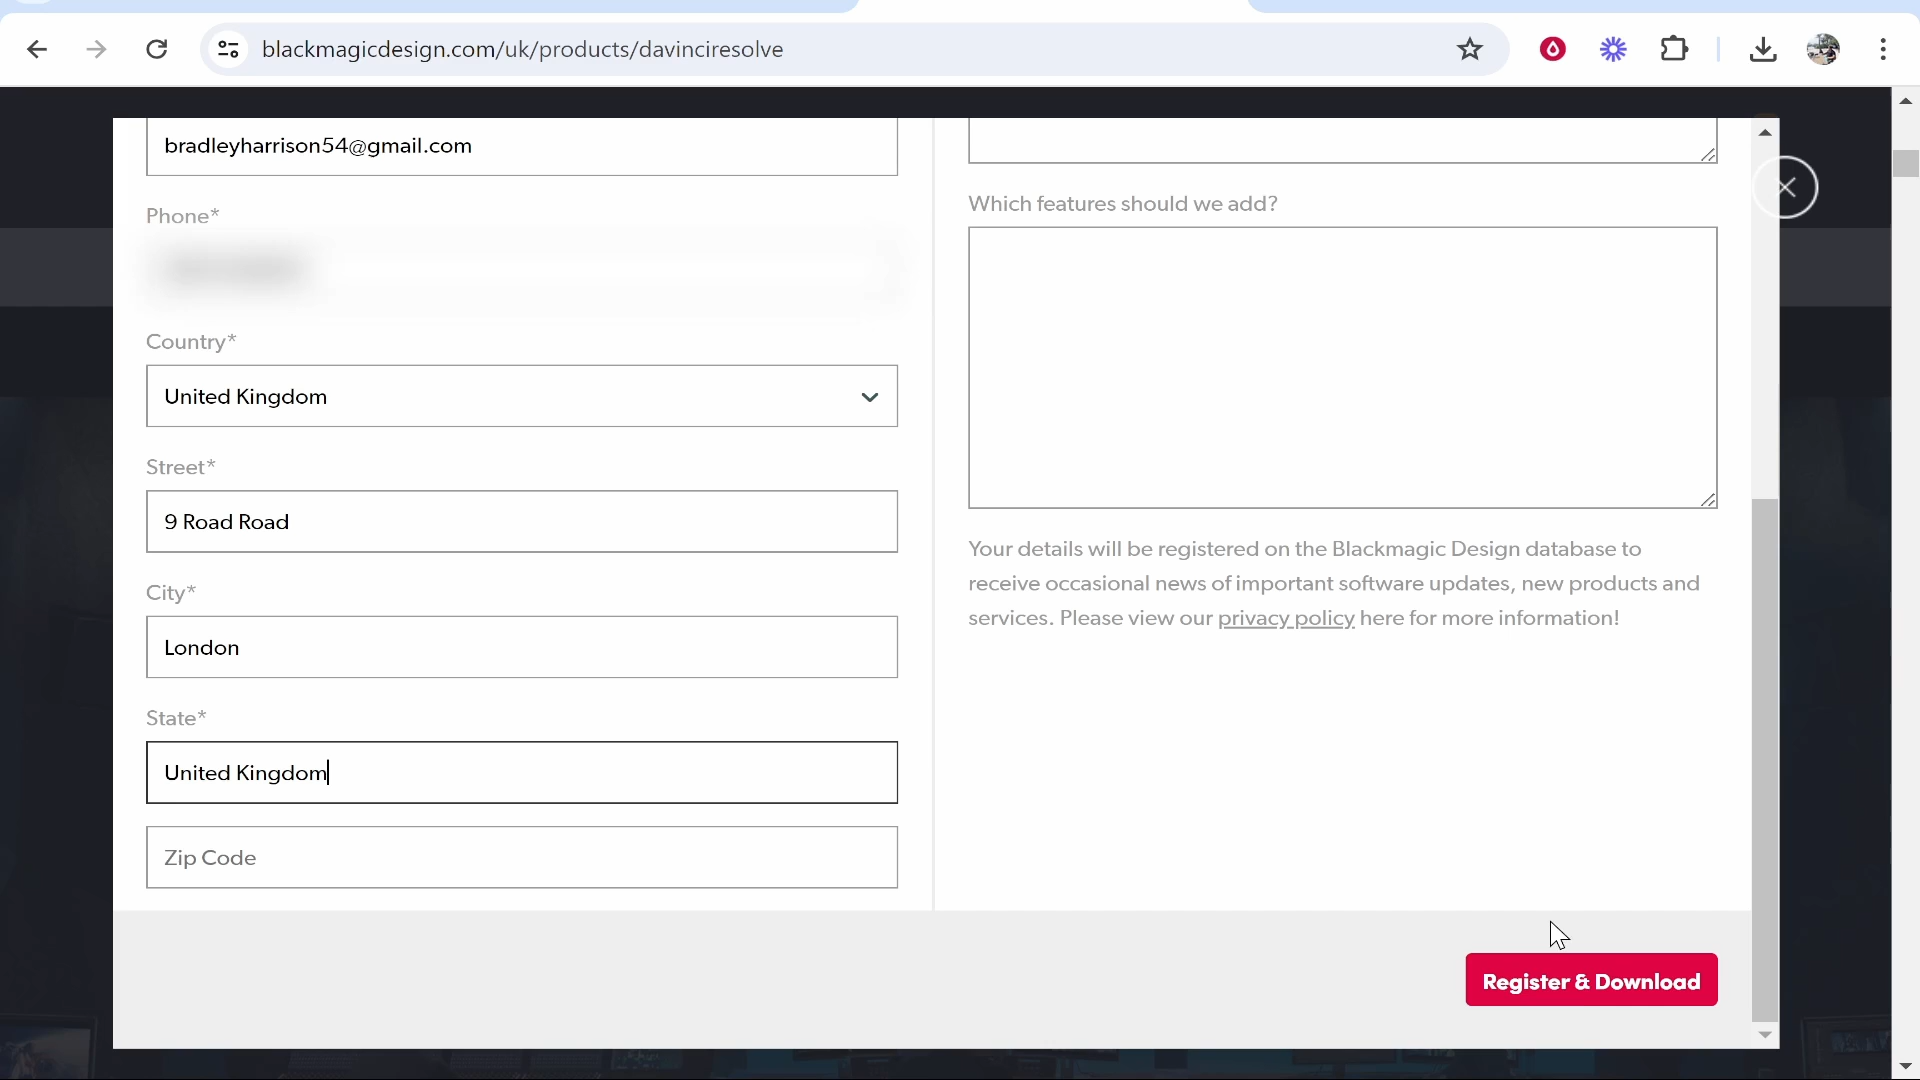 blackmagicdesign.com/uk/products/davinciresolve
bradleyharrison54@gmail.com
Phone*
Country*
United Kingdom
Street*
9 Road Road
City*
London
State*
United Kingdom
Zip Code
Which features should we add?
Your details will be registered on the Blackmagic Design database to
receive occasional news of important software updates, new products and
services. Please view our privacy policy here for more information!
Register & Download